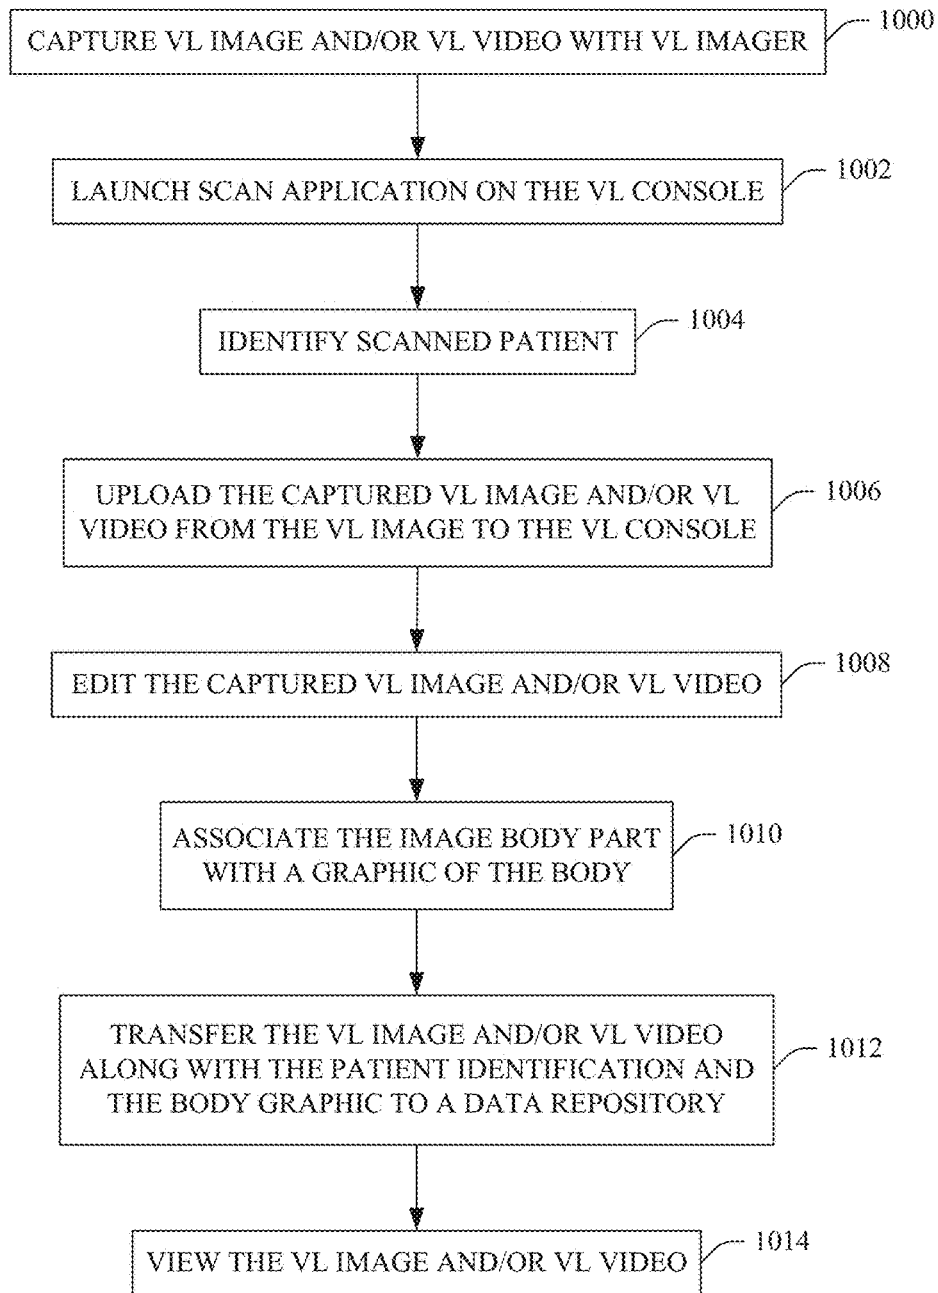 CAPTURE VL IMAGE AND/OR VL VIDEO WITH VL IMAGER
1000
LAUNCH SCAN APPLICATION ON THE VL CONSOLE
1002
IDENTIFY SCANNED PATIENT
1004
UPLOAD THE CAPTURED VL IMAGE AND/OR VL
VIDEO FROM THE VL IMAGE TO THE VL CONSOLE
1006
EDIT THE CAPTURED VL IMAGE AND/OR VL VIDEO
1008
ASSOCIATE THE IMAGE BODY PART
WITH A GRAPHIC OF THE BODY
1010
TRANSFER THE VL IMAGE AND/OR VL VIDEO
ALONG WITH THE PATIENT IDENTIFICATION AND
THE BODY GRAPHIC TO A DATA REPOSITORY
1012
VIEW THE VL IMAGE AND/OR VL VIDEO
1014